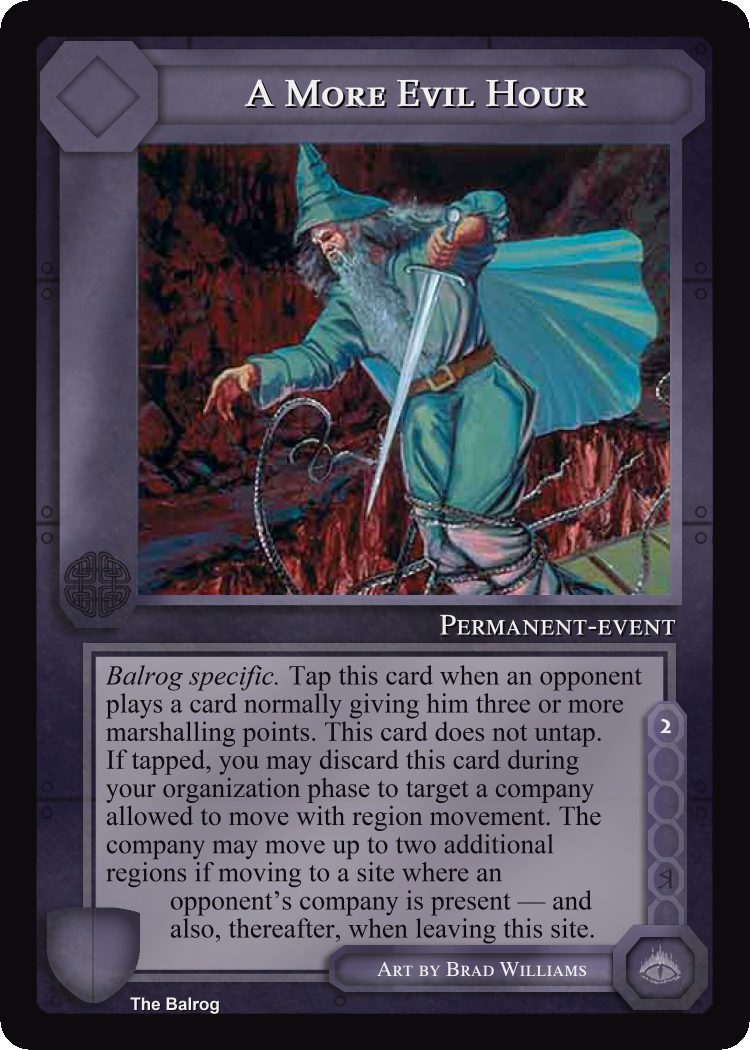 A More Evil Hour
Permanent-event
Balrog specific. Tap this card when an opponent
plays a card normally giving him three or more
marshalling points. This card does not untap.
If tapped, you may discard this card during
your organization phase to target a company
allowed to move with region movement. The
company may move up to two additional
regions if moving to a site where an
opponent's company is present — and
also, thereafter, when leaving this site.
2
Art by Brad Williams
The Balrog